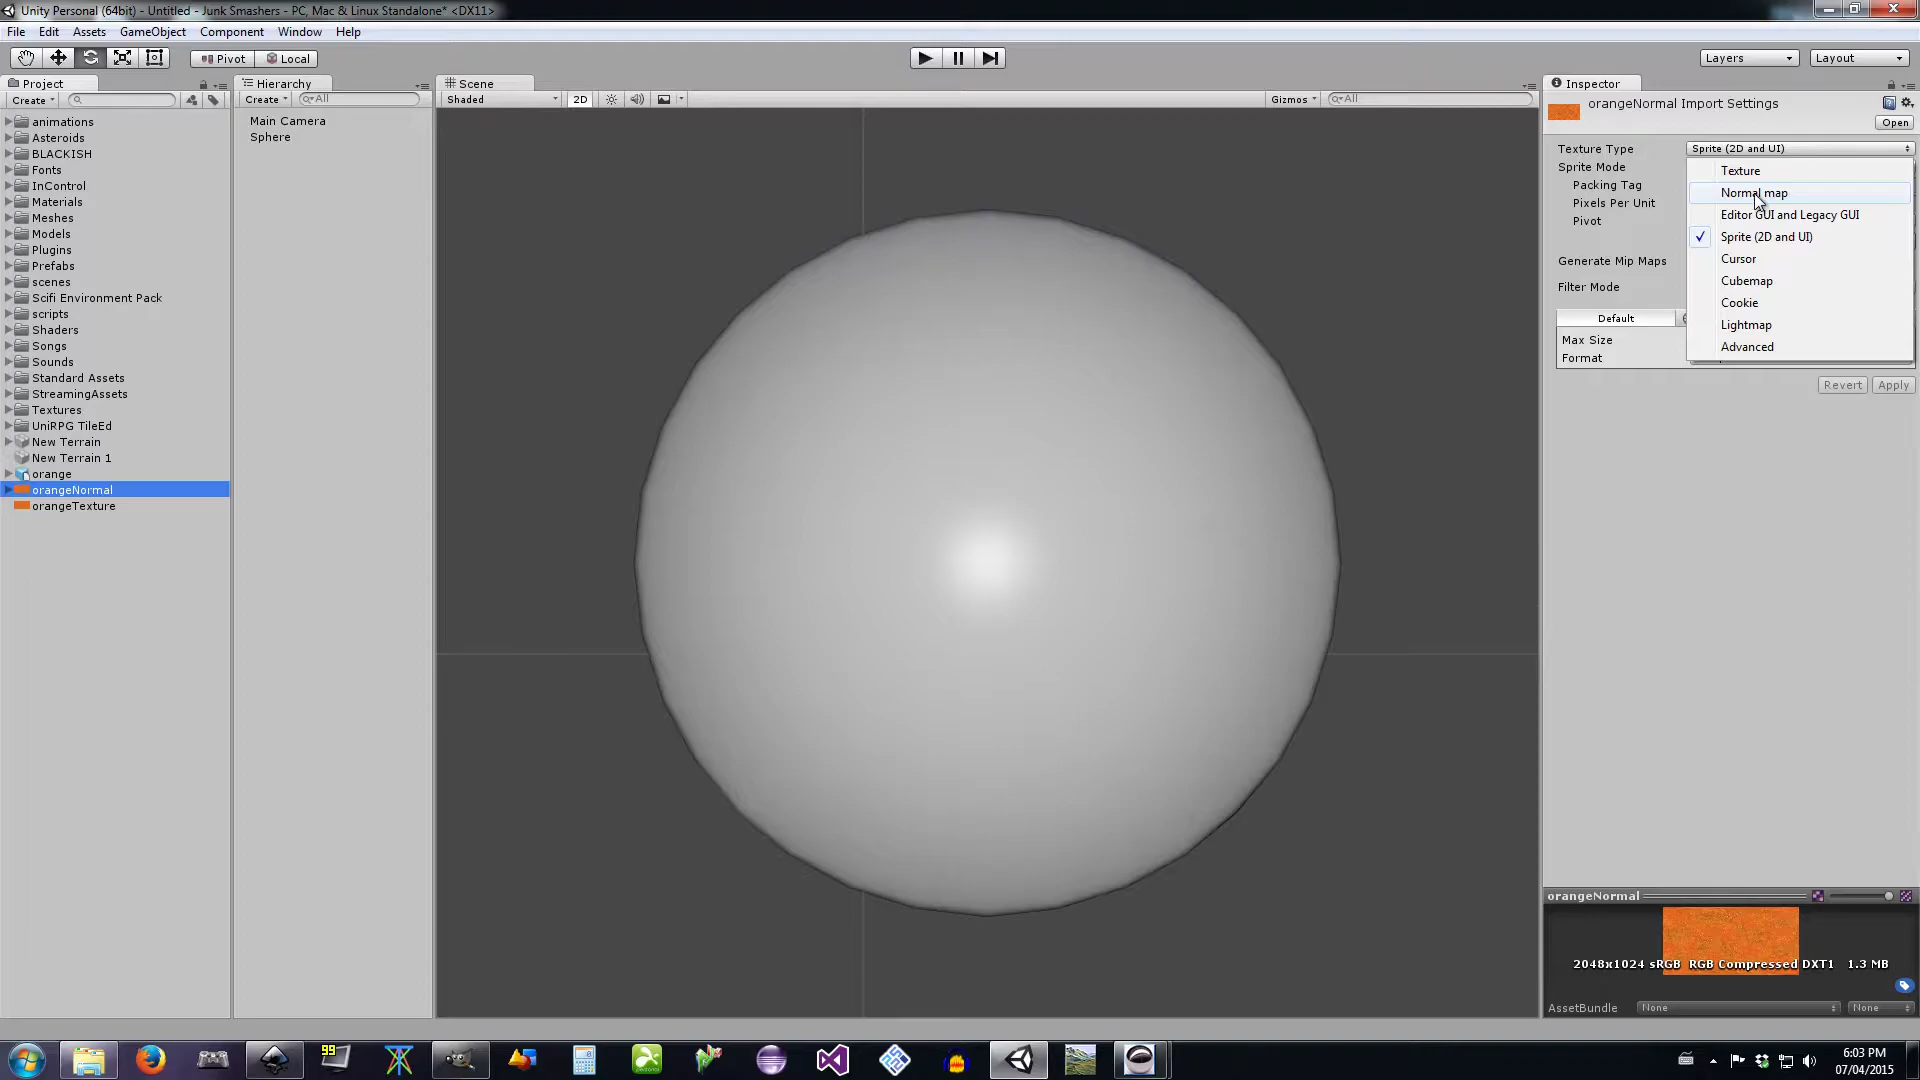 Unity Personal (64bit) - Untitled - Junk Smashers - PC, Mac & Linux Standalone* <DX11>
File Edit Assets GameObject Component Window Help
Pivot Local Layers Layout
Project Hierarchy Scene Inspector
Create Create All Shaded 2D Gizmos All
orangeNormal Import Settings
Open
Main Camera
Sphere
animations
Asteroids
BLACKISH
Fonts
InControl
Materials
Meshes
Models
Plugins
Prefabs
scenes
Scifi Environment Pack
scripts
Shaders
Songs
Sounds
Standard Assets
StreamingAssets
Textures
UniRPG TileEd
New Terrain
New Terrain 1
orange
orangeNormal
orangeTexture
Texture Type Sprite (2D and UI)
Sprite Mode
Packing Tag
Pixels Per Unit
Pivot
Generate Mip Maps
Filter Mode
Default
Max Size
Format
Texture
Normal map
Editor GUI and Legacy GUI
Sprite (2D and UI)
Cursor
Cubemap
Cookie
Lightmap
Advanced
Revert Apply
orangeNormal
2048x1024 sRGB RGB Compressed DXT1 1.3 MB
AssetBundle None None
99
6:03 PM
07/04/2015